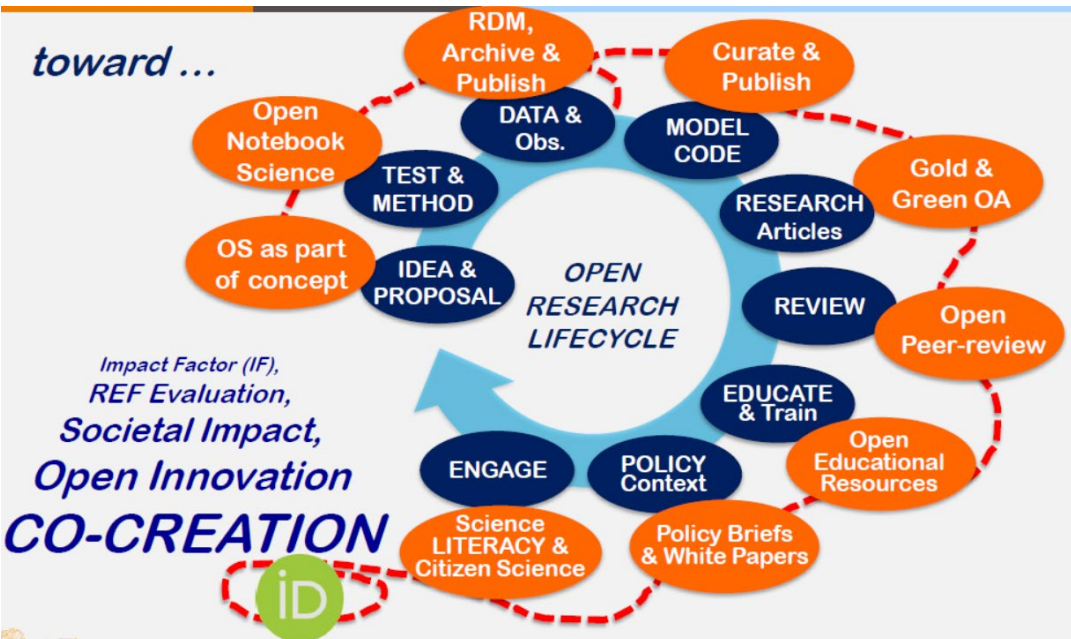 toward ...
RDM,
Archive &
Publish
Curate &
Publish
Open
Notebook
Science
DATA &
Obs.
MODEL
CODE
TEST &
METHOD
Gold &
Green OA
RESEARCH
Articles
OS as part
of concept
IDEA &
PROPOSAL
OPEN
RESEARCH
LIFECYCLE
REVIEW
Open
Peer-review
Impact Factor (IF),
REF Evaluation,
Societal Impact,
Open Innovation
CO-CREATION
EDUCATE
& Train
Open
Educational
Resources
ENGAGE
POLICY
Context
Science
LITERACY &
Citizen Science
Policy Briefs
& White Papers
iD